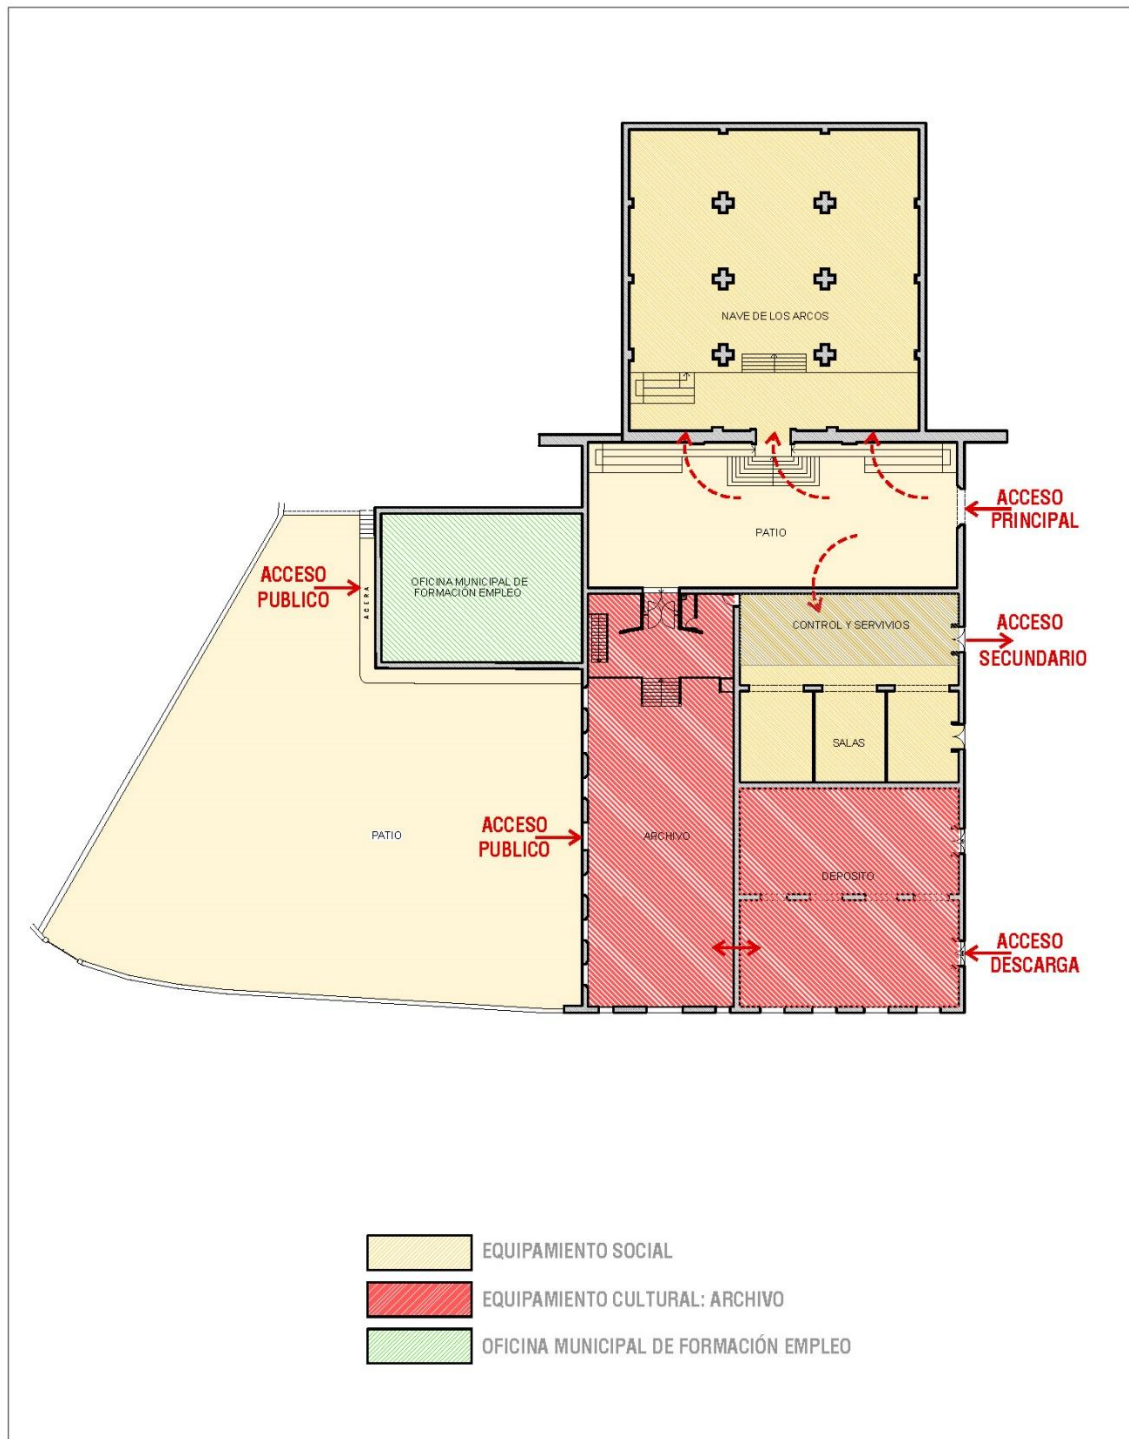 NAVE DE LOS ARCOS
ACCESO
PRINCIPAL
PATIO
ACCESO
PUBLICO
ACERA
OFICINA MUNICIPAL DE
FORMACIÓN EMPLEO
CONTROL Y SERVIVIOS
ACCESO
SECUNDARIO
SALAS
PATIO
ACCESO
PUBLICO
ARCHIVO
DEPOSITO
ACCESO
DESCARGA
EQUIPAMIENTO SOCIAL
EQUIPAMIENTO CULTURAL: ARCHIVO
OFICINA MUNICIPAL DE FORMACIÓN EMPLEO